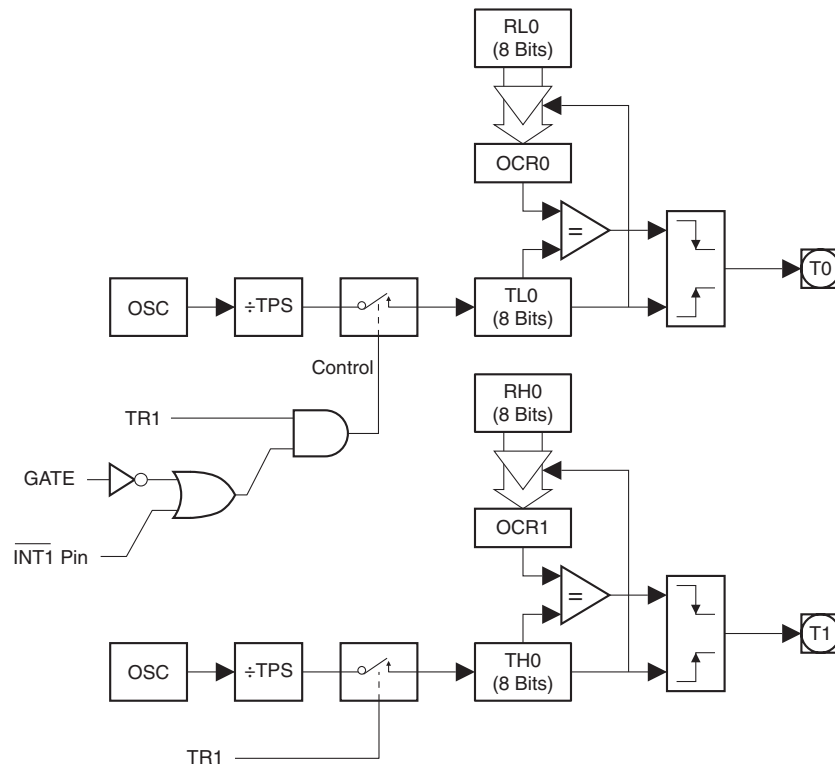 RL0
(8 Bits)
OCR0
=
OSC
÷TPS
TL0
(8 Bits)
T0
Control
TR1
GATE
INT1 Pin
RH0
(8 Bits)
OCR1
=
OSC
÷TPS
TH0
(8 Bits)
T1
TR1